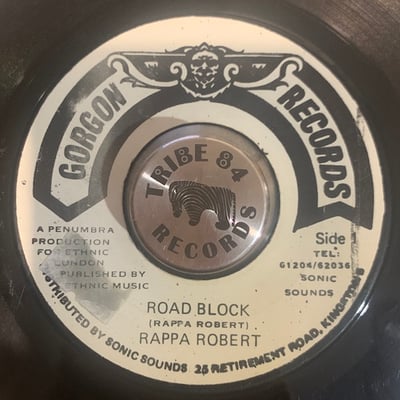 GORGON RECORDS
TRIBE 84
RECORDS
A PENUMBRA
PRODUCTION
FOR ETHNIC
LONDON
PUBLISHED BY
ETHNIC MUSIC
Side
TEL:
61204/62036
SONIC
SOUNDS
ROAD BLOCK
(RAPPA ROBERT)
RAPPA ROBERT
DISTRIBUTED BY SONIC SOUNDS 25 RETIREMENT ROAD, KINGSTON 5